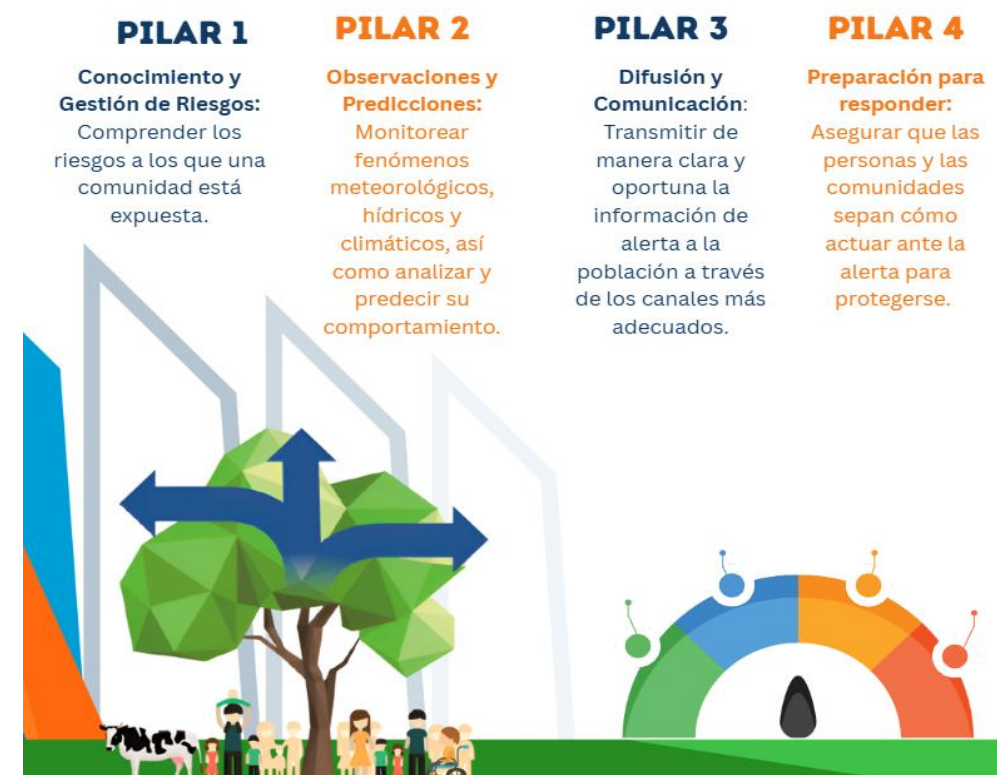 PILAR 1
Conocimiento y
Gestión de Riesgos:
Comprender los
riesgos a los que una
comunidad está
expuesta.
PILAR 2
Observaciones y
Predicciones:
Monitorear
fenómenos
meteorológicos,
hídricos y
climáticos, así
como analizar y
predecir su
comportamiento.
PILAR 3
Difusión y
Comunicación:
Transmitir de
manera clara y
oportuna la
información de
alerta a la
población a través
de los canales más
adecuados.
PILAR 4
Preparación para
responder:
Asegurar que las
personas y las
comunidades
sepan cómo
actuar ante la
alerta para
protegerse.